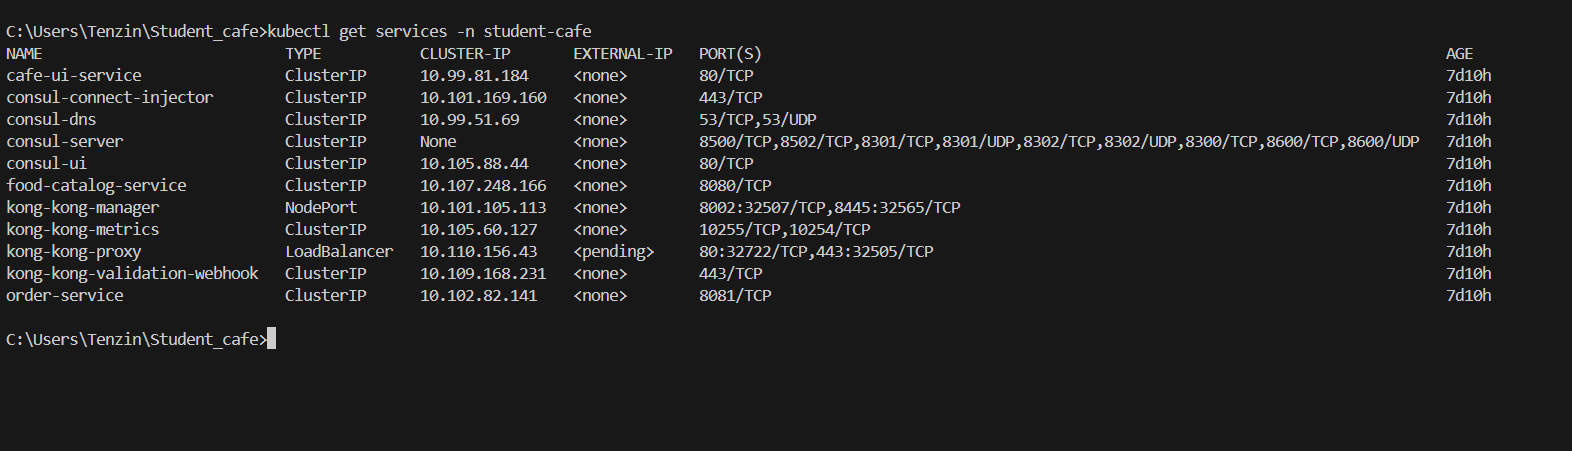 C:\Users\Tenzin\Student_cafe>kubectl get services -n student-cafe
NAME TYPE CLUSTER-IP EXTERNAL-IP PORT(S) AGE
cafe-ui-service ClusterIP 10.99.81.184 <none> 80/TCP 7d10h
consul-connect-injector ClusterIP 10.101.169.160 <none> 443/TCP 7d10h
consul-dns ClusterIP 10.99.51.69 <none> 53/TCP,53/UDP 7d10h
consul-server ClusterIP None <none> 8500/TCP,8502/TCP,8301/TCP,8301/UDP,8302/TCP,8302/UDP,8300/TCP,8600/TCP,8600/UDP 7d10h
consul-ui ClusterIP 10.105.88.44 <none> 80/TCP 7d10h
food-catalog-service ClusterIP 10.107.248.166 <none> 8080/TCP 7d10h
kong-kong-manager NodePort 10.101.105.113 <none> 8002:32507/TCP,8445:32565/TCP 7d10h
kong-kong-metrics ClusterIP 10.105.60.127 <none> 10255/TCP,10254/TCP 7d10h
kong-kong-proxy LoadBalancer 10.110.156.43 <pending> 80:32722/TCP,443:32505/TCP 7d10h
kong-kong-validation-webhook ClusterIP 10.109.168.231 <none> 443/TCP 7d10h
order-service ClusterIP 10.102.82.141 <none> 8081/TCP 7d10h
C:\Users\Tenzin\Student_cafe>